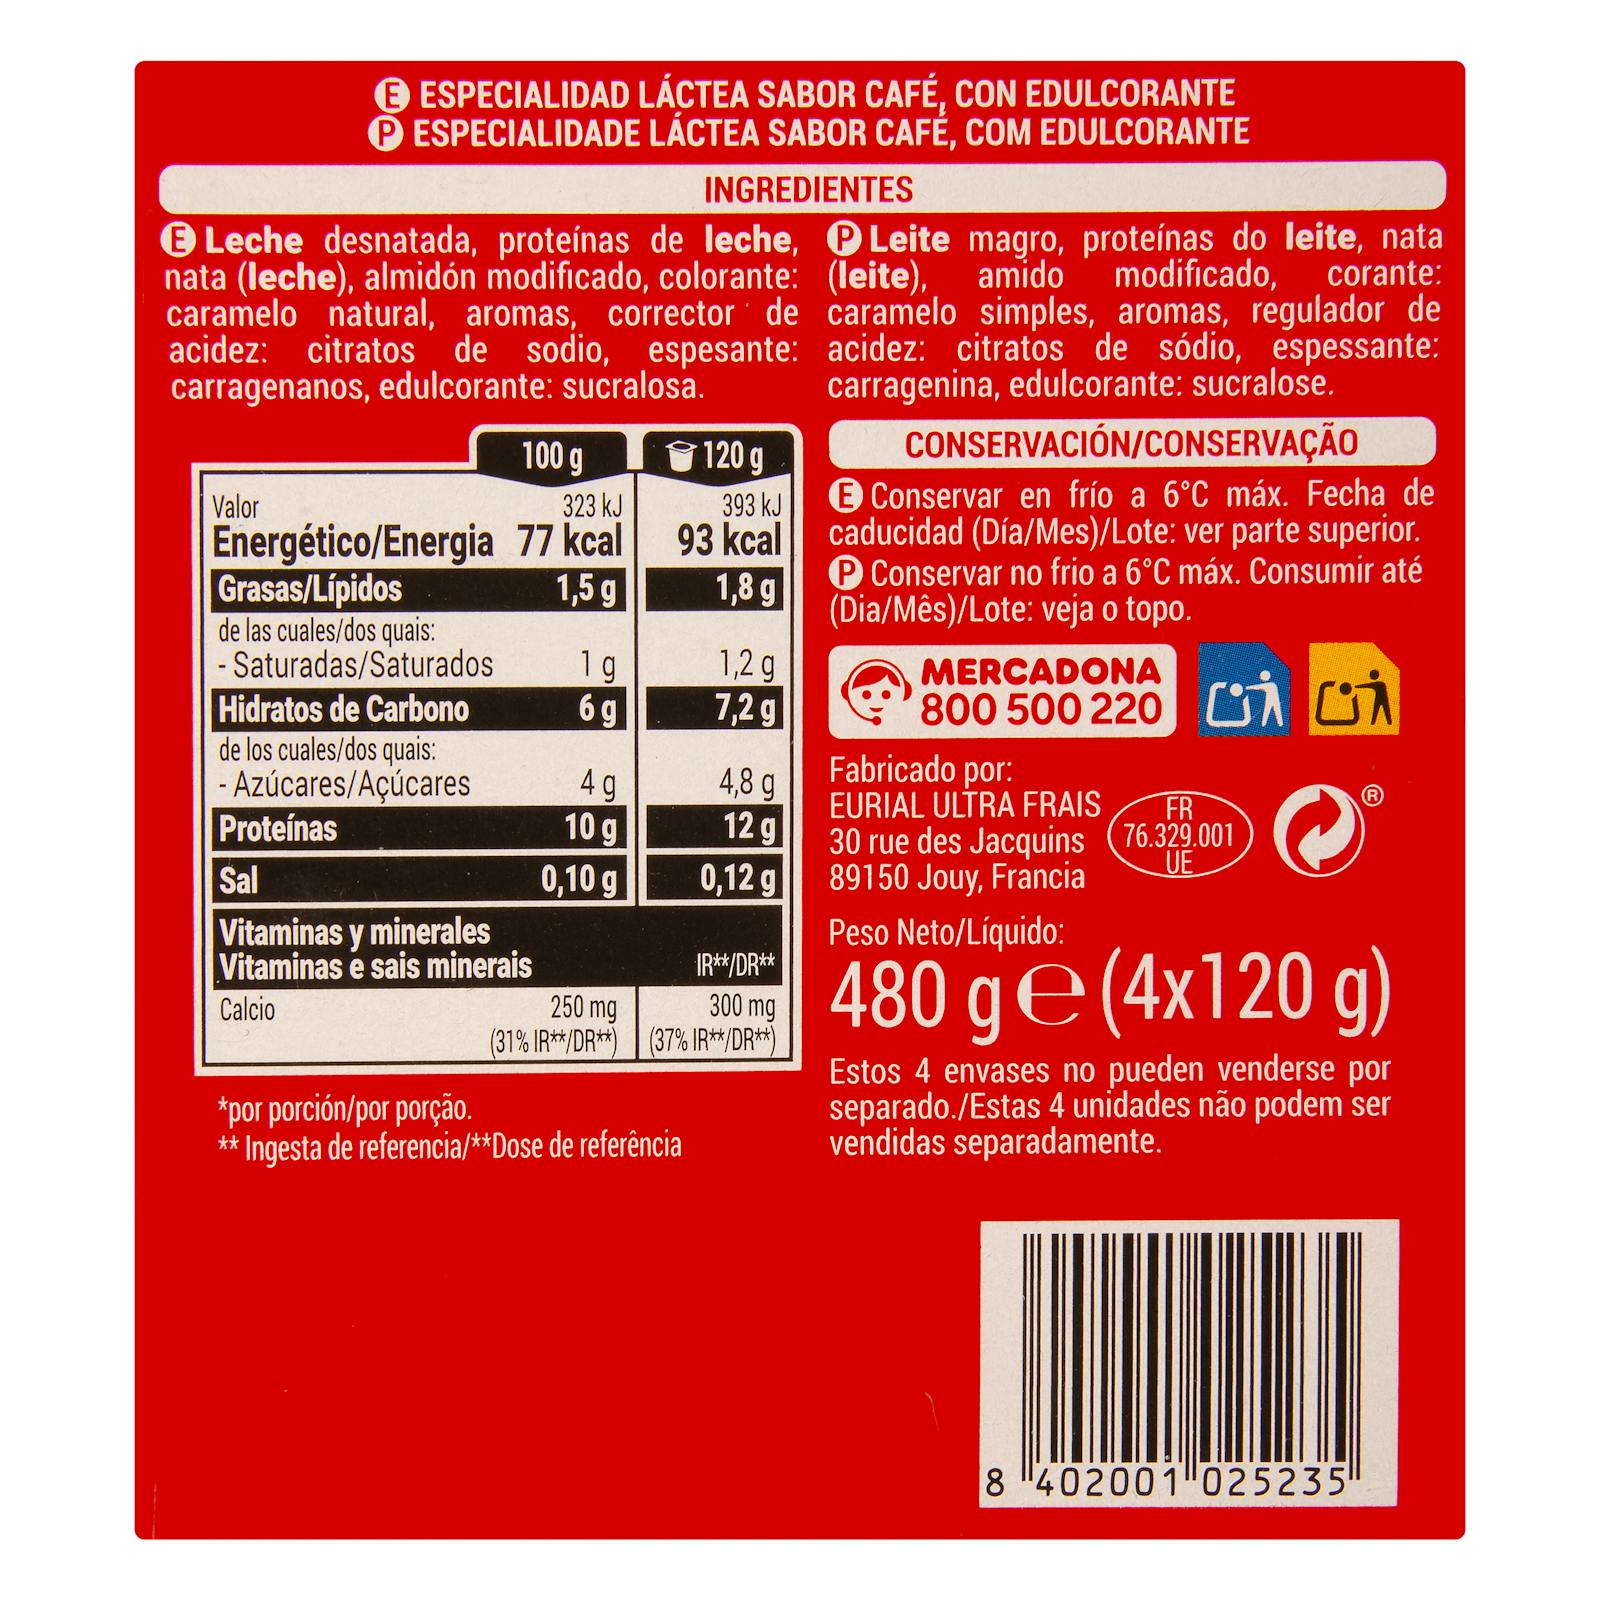 E ESPECIALIDAD LÁCTEA SABOR CAFÉ, CON EDULCORANTE
P ESPECIALIDADE LÁCTEA SABOR CAFÉ, COM EDULCORANTE
INGREDIENTES
E Leche desnatada, proteínas de leche,
nata (leche), almidón modificado, colorante:
caramelo natural, aromas, corrector de
acidez: citratos de sodio, espesante:
carragenanos, edulcorante: sucralosa.
P Leite magro, proteínas do leite, nata
(leite), amido modificado, corante:
caramelo simples, aromas, regulador de
acidez: citratos de sódio, espessante:
carragenina, edulcorante: sucralose.
100 g 120 g
Valor 323 kJ 393 kJ
Energético/Energia 77 kcal 93 kcal
Grasas/Lípidos 1,5 g 1,8 g
de las cuales/dos quais:
- Saturadas/Saturados 1 g 1,2 g
Hidratos de Carbono 6 g 7,2 g
de los cuales/dos quais:
- Azúcares/Açúcares 4 g 4,8 g
Proteínas 10 g 12 g
Sal 0,10 g 0,12 g
Vitaminas y minerales
Vitaminas e sais minerais IR**/DR**
Calcio 250 mg 300 mg
(31% IR**/DR**) (37% IR**/DR**)
*por porción/por porção.
** Ingesta de referencia/**Dose de referência
CONSERVACIÓN/CONSERVAÇÃO
E Conservar en frío a 6°C máx. Fecha de
caducidad (Día/Mes)/Lote: ver parte superior.
P Conservar no frio a 6°C máx. Consumir até
(Dia/Mês)/Lote: veja o topo.
MERCADONA
800 500 220
Fabricado por:
EURIAL ULTRA FRAIS
30 rue des Jacquins
89150 Jouy, Francia
FR
76.329.001
UE
®
Peso Neto/Líquido:
480 g e (4x120 g)
Estos 4 envases no pueden venderse por
separado./Estas 4 unidades não podem ser
vendidas separadamente.
8 402001 025235